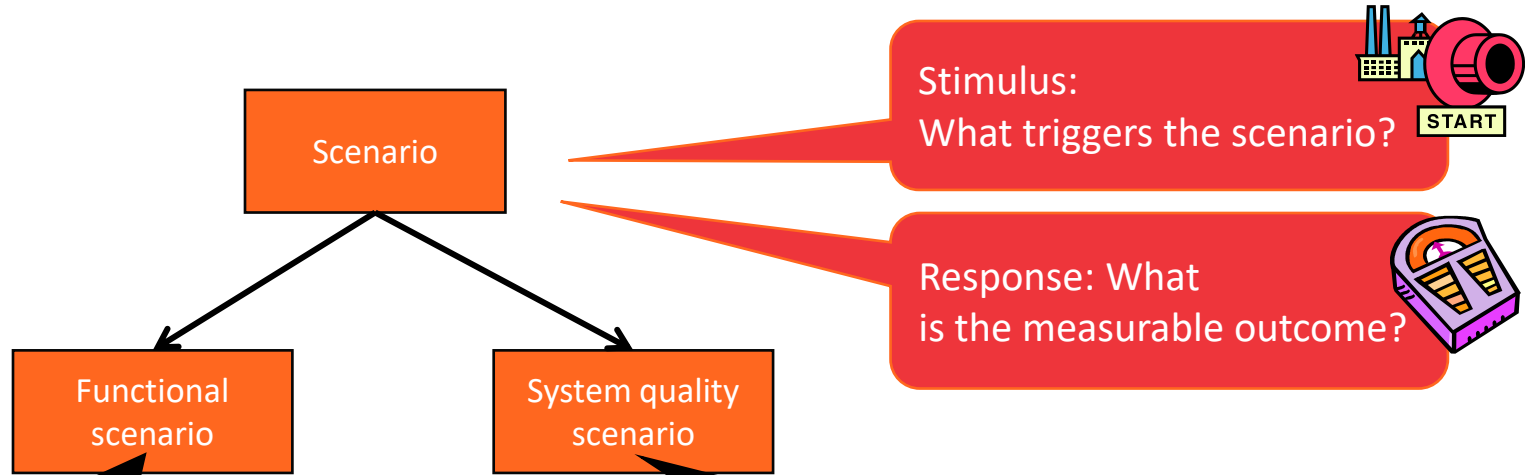 Scenario
Stimulus:
What triggers the scenario?
START
Response: What
is the measurable outcome?
Functional
scenario
System quality
scenario